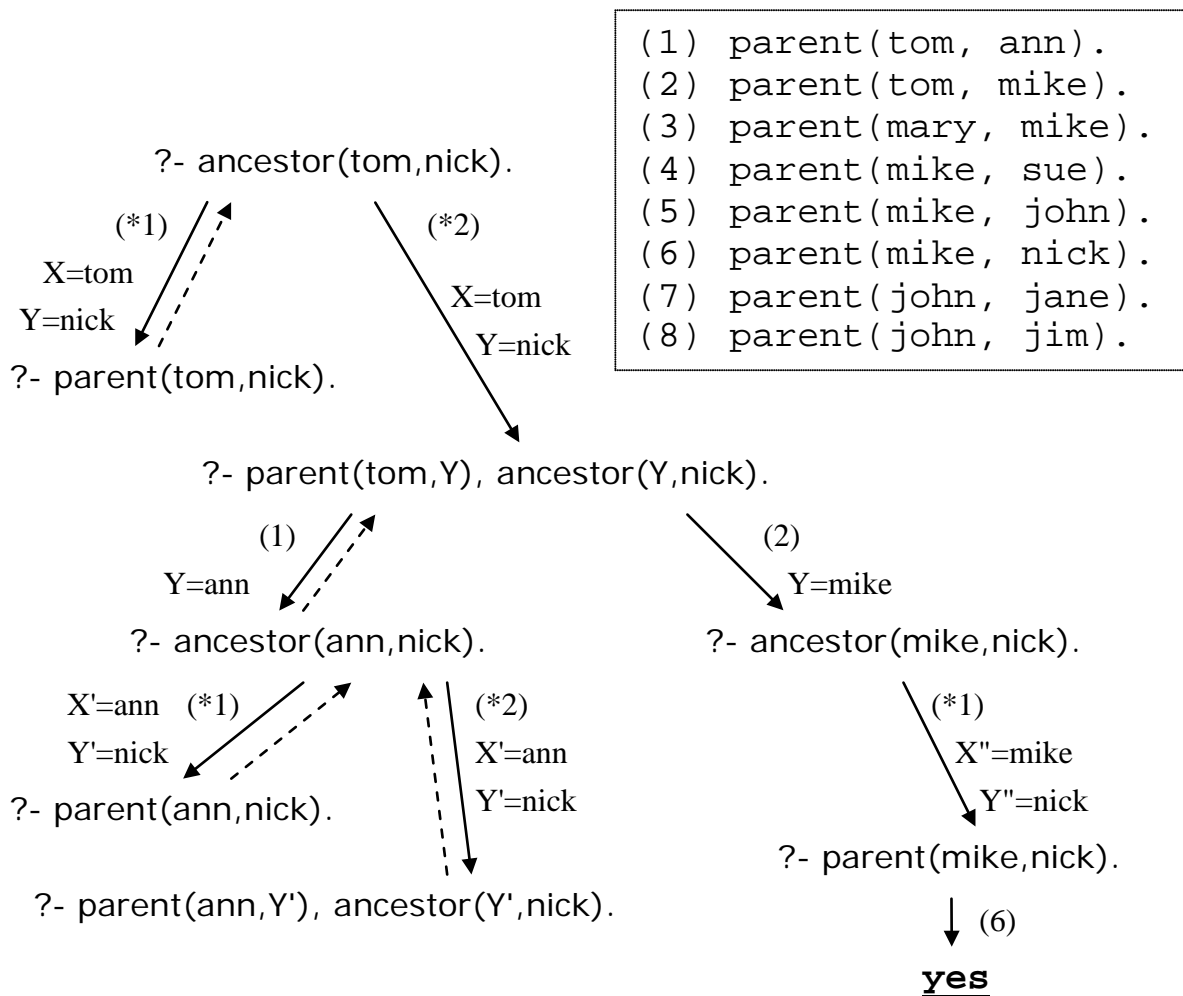 (1) parent(tom, ann).
(2) parent(tom, mike).
(3) parent(mary, mike).
(4) parent(mike, sue).
(5) parent(mike, john).
(6) parent(mike, nick).
(7) parent(john, jane).
(8) parent(john, jim).
?- ancestor(tom,nick).
(*1)
X=tom
Y=nick
(*2)
X=tom
Y=nick
?- parent(tom,nick).
?- parent(tom,Y), ancestor(Y,nick).
(1)
Y=ann
(2)
Y=mike
?- ancestor(ann,nick).
?- ancestor(mike,nick).
X'=ann (*1)
Y'=nick
(*2)
X'=ann
Y'=nick
(*1)
X"=mike
Y"=nick
?- parent(ann,nick).
?- parent(mike,nick).
?- parent(ann,Y'), ancestor(Y',nick).
(6)
yes